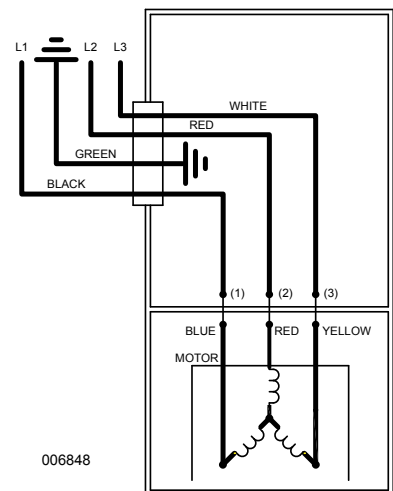 L1 L2 L3
WHITE
RED
GREEN
BLACK
(1) (2) (3)
BLUE RED YELLOW
MOTOR
006848